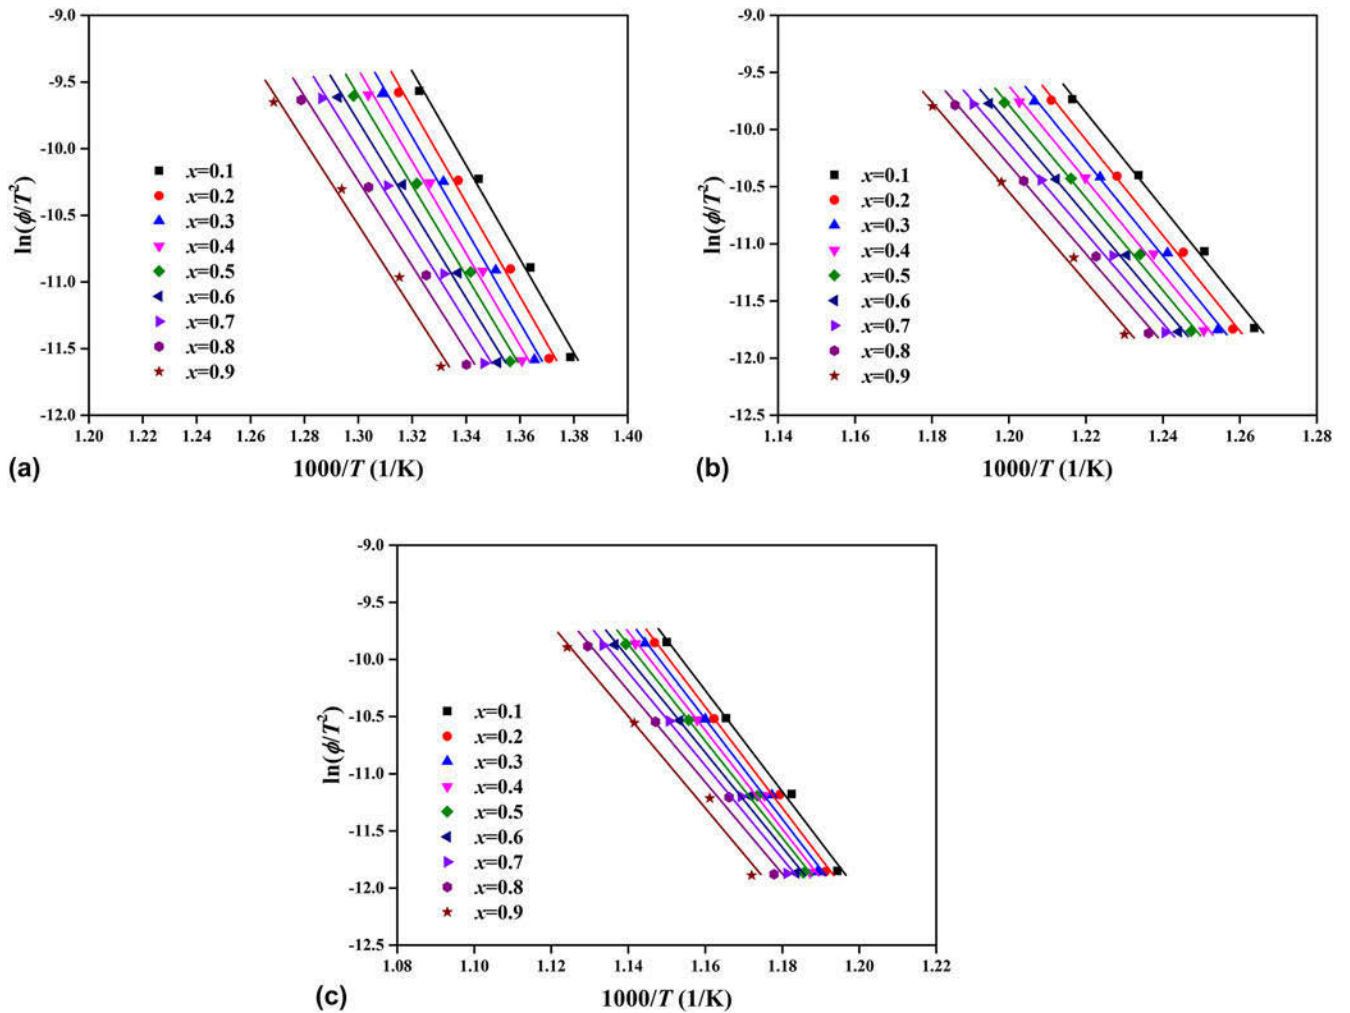 -9.0
-9.5
-10.0
-10.5
-11.0
-11.5
-12.0
ln(ϕ/T²)
x=0.1
x=0.2
x=0.3
x=0.4
x=0.5
x=0.6
x=0.7
x=0.8
x=0.9
1.20 1.22 1.24 1.26 1.28 1.30 1.32 1.34 1.36 1.38 1.40
1000/T (1/K)
(a)
-9.0
-9.5
-10.0
-10.5
-11.0
-11.5
-12.0
-12.5
ln(ϕ/T²)
x=0.1
x=0.2
x=0.3
x=0.4
x=0.5
x=0.6
x=0.7
x=0.8
x=0.9
1.14 1.16 1.18 1.20 1.22 1.24 1.26 1.28
1000/T (1/K)
(b)
-9.0
-9.5
-10.0
-10.5
-11.0
-11.5
-12.0
-12.5
ln(ϕ/T²)
x=0.1
x=0.2
x=0.3
x=0.4
x=0.5
x=0.6
x=0.7
x=0.8
x=0.9
1.08 1.10 1.12 1.14 1.16 1.18 1.20 1.22
1000/T (1/K)
(c)